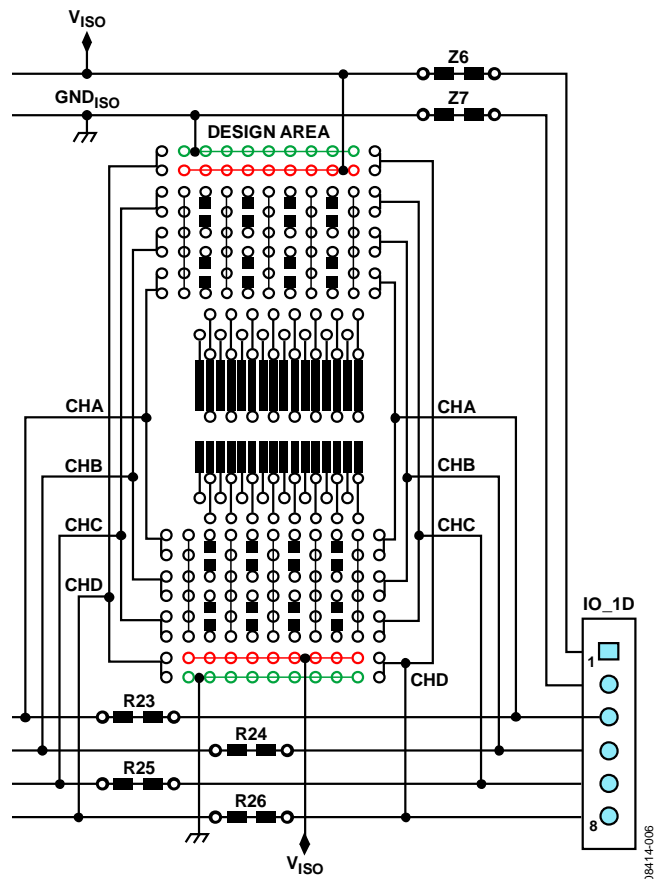 VISO
Z6
GNDISO
Z7
DESIGN AREA
CHA
CHA
CHB
CHB
CHC
CHC
CHD
IO_1D
1
CHD
R23
R24
R25
R26
8
VISO
08414-006